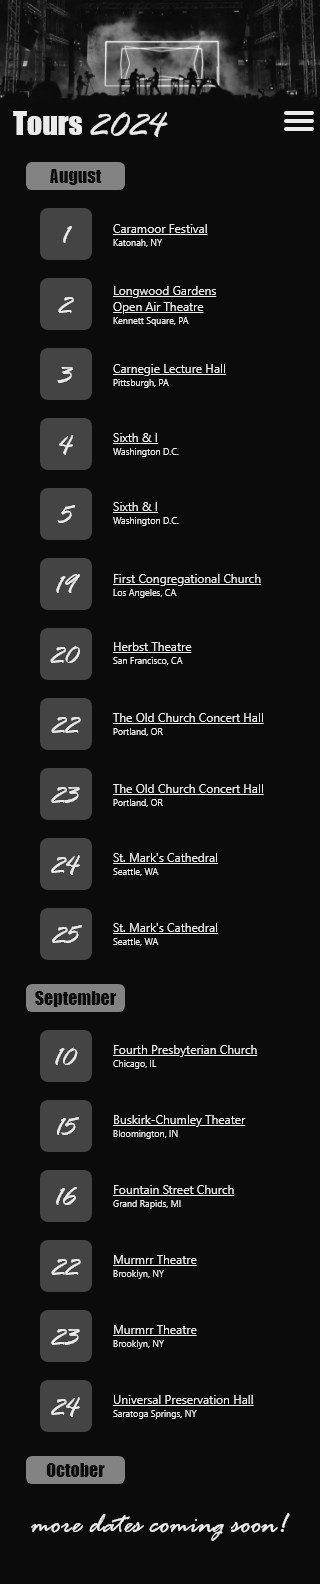 Tours 2024
August
1
Caramoor Festival
Katonah, NY
2
Longwood Gardens
Open Air Theatre
Kennett Square, PA
3
Carnegie Lecture Hall
Pittsburgh, PA
4
Sixth & I
Washington D.C.
5
Sixth & I
Washington D.C.
19
First Congregational Church
Los Angeles, CA
20
Herbst Theatre
San Francisco, CA
22
The Old Church Concert Hall
Portland, OR
23
The Old Church Concert Hall
Portland, OR
24
St. Mark's Cathedral
Seattle, WA
25
St. Mark's Cathedral
Seattle, WA
September
10
Fourth Presbyterian Church
Chicago, IL
15
Buskirk-Chumley Theater
Bloomington, IN
16
Fountain Street Church
Grand Rapids, MI
22
Murmrr Theatre
Brooklyn, NY
23
Murmrr Theatre
Brooklyn, NY
24
Universal Preservation Hall
Saratoga Springs, NY
October
more dates coming soon!